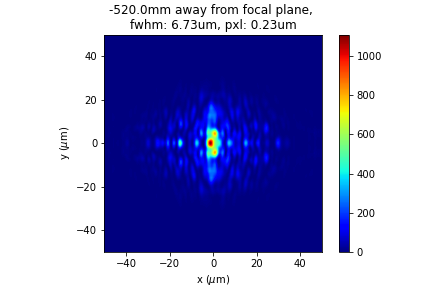 -520.0mm away from focal plane,
fwhm: 6.73um, pxl: 0.23um
40
20
0
−20
−40
y (μm)
−40 −20 0 20 40
x (μm)
1000
800
600
400
200
0